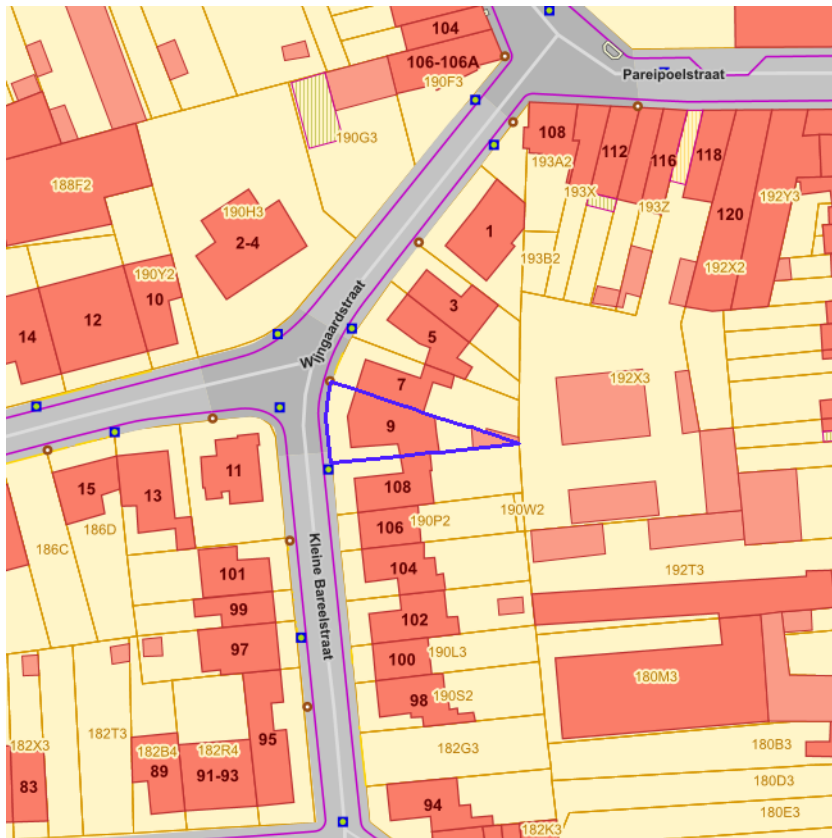 104
106-106A
190F3
Pareipoelstraat
190G3
108
193A2
112
116
118
188F2
193X
193Z
120
192Y3
190H3
2-4
1
193B2
192X2
190Y2
10
14
12
3
5
Wijngaardstraat
7
192X3
9
11
15
13
108
186D
186C
106
190P2
190W2
Kleine Bareelstraat
104
192T3
101
99
102
97
100
190L3
180M3
98
190S2
182T3
182X3
182B4
182R4
95
182G3
180B3
83
89
91-93
180D3
94
180E3
182K3